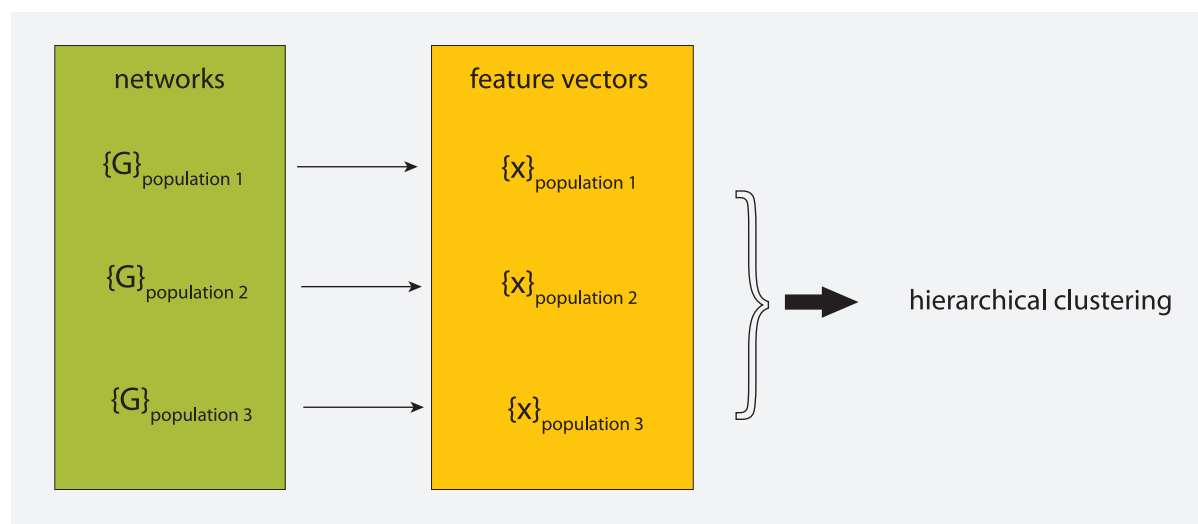 networks
feature vectors
{G}population 1
{x}population 1
{G}population 2
{x}population 2
hierarchical clustering
{G}population 3
{x}population 3